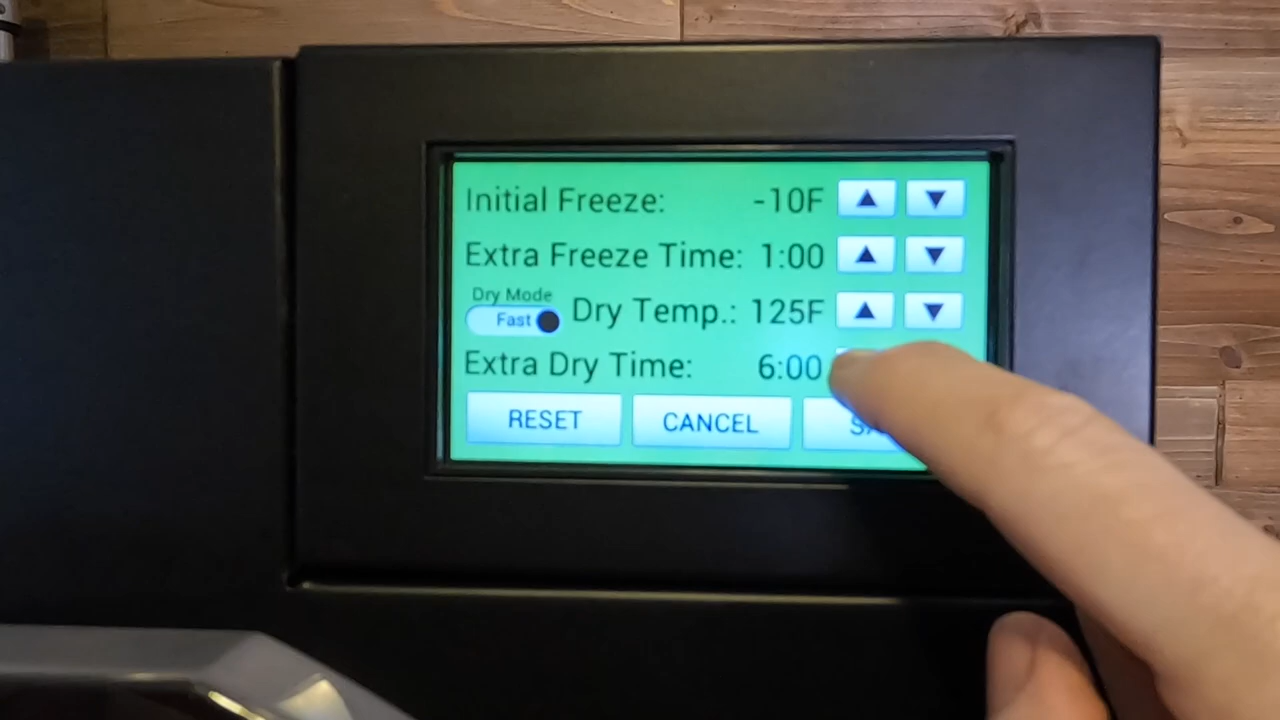 Initial Freeze: -10F
Extra Freeze Time: 1:00
Dry Mode
Fast
Dry Temp.: 125F
Extra Dry Time: 6:00
RESET CANCEL